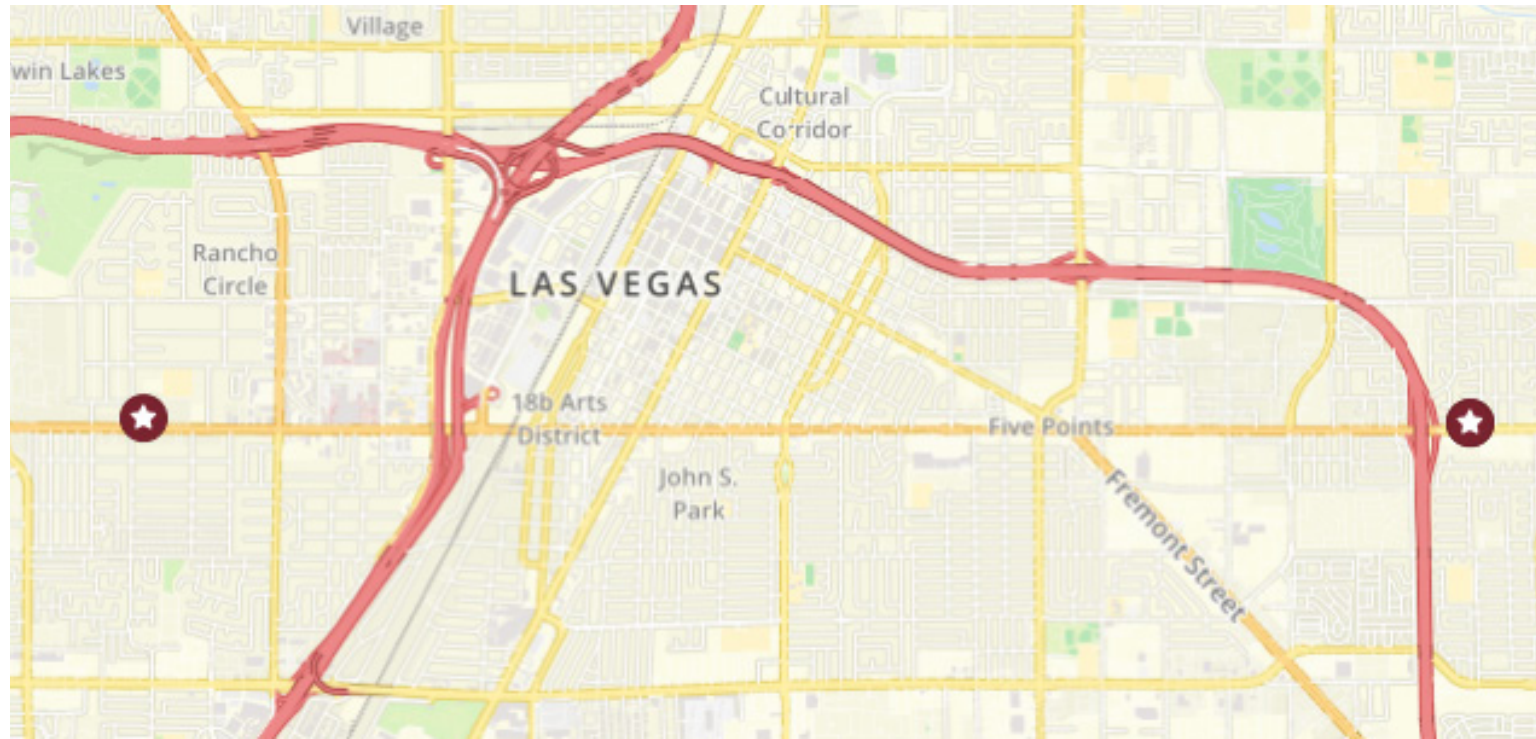 Village
win Lakes
Cultural
Corridor
Rancho
Circle
LAS VEGAS
18b Arts
District
Five Points
John S.
Park
Fremont Street